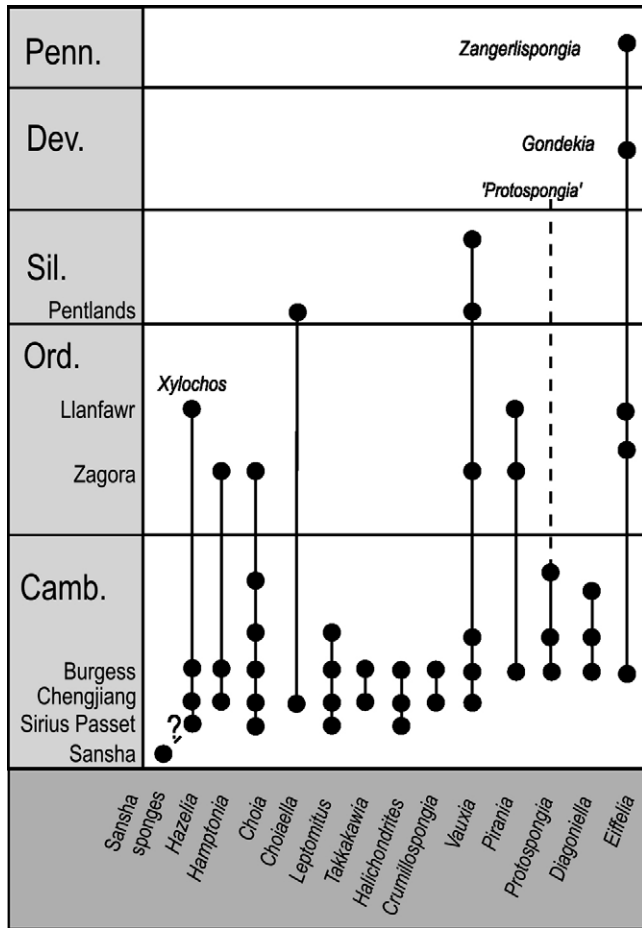 Penn.
Zangerlispongia
Dev.
Gondekia
'Protospongia'
Sil.
Pentlands
Ord.
Xylochos
Llanfawr
Zagora
Camb.
Burgess
Chengjiang
Sirius Passet
?
Sansha
Sansha
sponges
Hazelia
Hamptonia
Choia
Choiaella
Leptomitus
Takkakawia
Halichondrites
Crumillospongia
Vauxia
Pirania
Protospongia
Diagoniella
Eiffelia